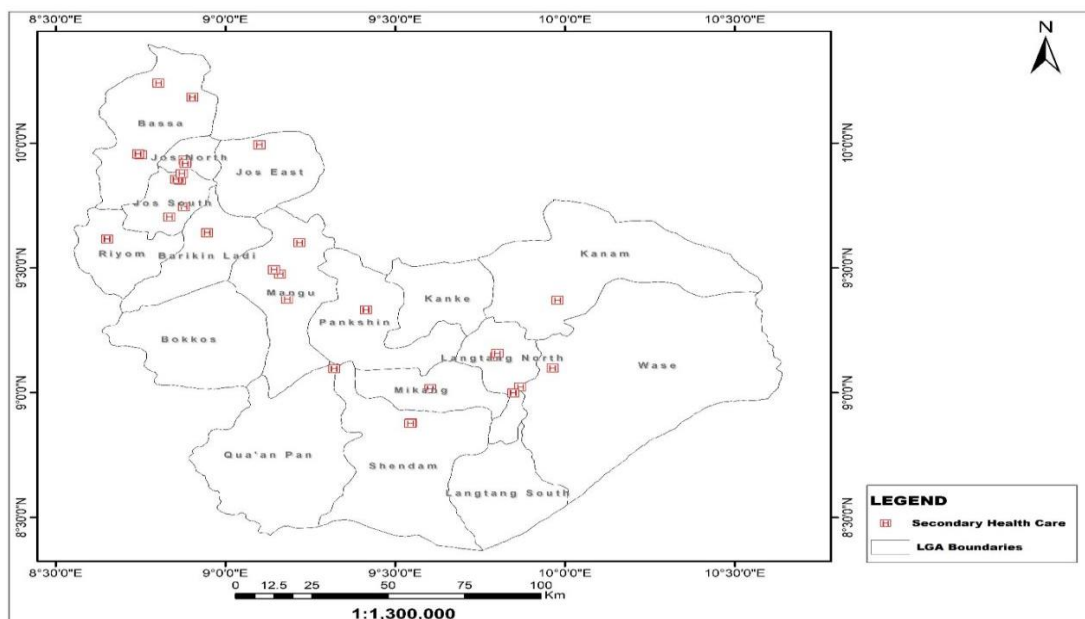 8°30'0"E 9°0'0"E 9°30'0"E 10°0'0"E 10°30'0"E
N
H
H
Bassa
10°0'0"N
10°0'0"N
H
H
Jos North
H
Jos East
H
H
H
Jos South
H
H
H
Riyom
H
Barikin Ladi
H
Kanam
9°30'0"N
9°30'0"N
H
H
Mangu
H
Kanke
H
Pankshin
H
Bokkos
H
Langtang North
H
Wase
H
H
Mikang
H
H
H
9°0'0"N
9°0'0"N
H
Qua'an Pan
Shendam
Langtang South
LEGEND
H Secondary Health Care
LGA Boundaries
8°30'0"N
8°30'0"N
8°30'0"E 9°0'0"E 9°30'0"E 10°0'0"E 10°30'0"E
0 12.5 25 50 75 100
Km
1:1,300,000